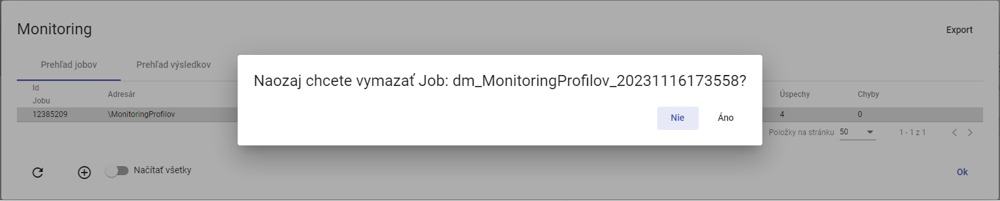 Monitoring
Export
Prehľad jobov
Prehľad výsledkov
Naozaj chcete vymazať Job: dm_MonitoringProfilov_20231116173558?
Nie
Áno
Id
Jobu
Adresár
Úspechy
Chyby
12385209
\MonitoringProfilov
4
0
Položky na stránku
50
1 - 1 z 1
Načítať všetky
Ok